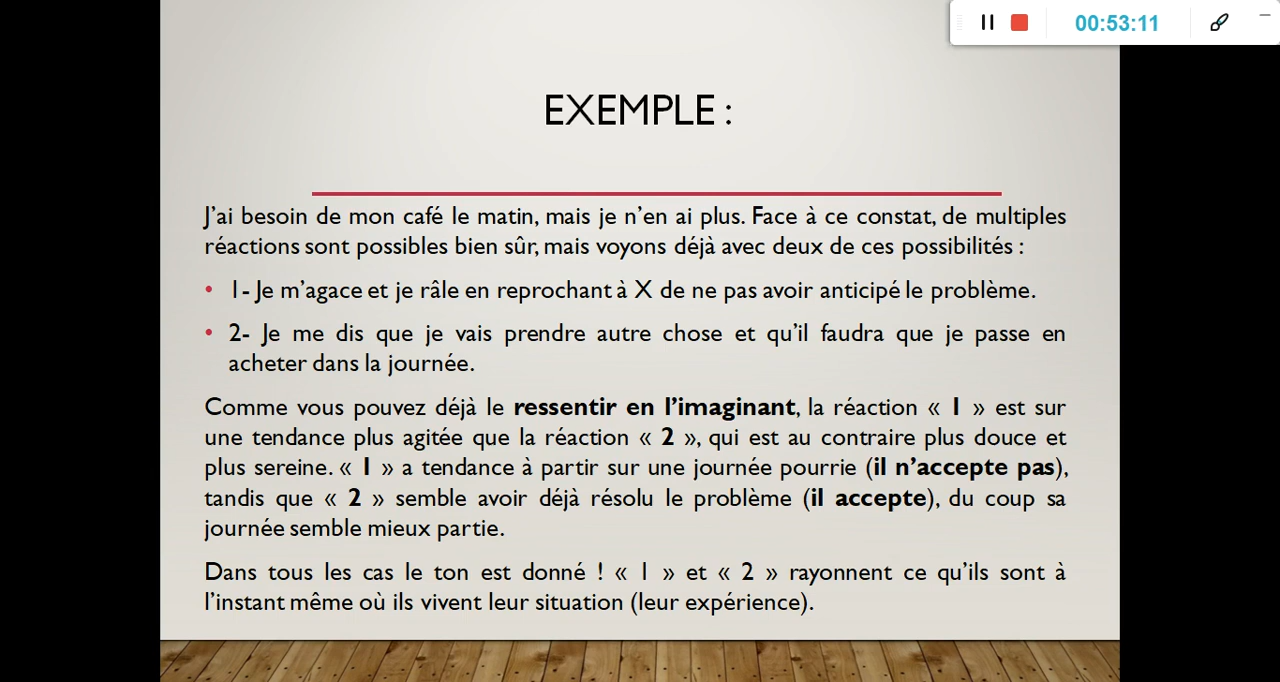 00:53:11
EXEMPLE :
J’ai besoin de mon café le matin, mais je n’en ai plus. Face à ce constat, de multiples
réactions sont possibles bien sûr, mais voyons déjà avec deux de ces possibilités :
• 1- Je m’agace et je râle en reprochant à X de ne pas avoir anticipé le problème.
• 2- Je me dis que je vais prendre autre chose et qu’il faudra que je passe en
acheter dans la journée.
Comme vous pouvez déjà le ressentir en l’imaginant, la réaction « 1 » est sur
une tendance plus agitée que la réaction « 2 », qui est au contraire plus douce et
plus sereine. « 1 » a tendance à partir sur une journée pourrie (il n’accepte pas),
tandis que « 2 » semble avoir déjà résolu le problème (il accepte), du coup sa
journée semble mieux partie.
Dans tous les cas le ton est donné ! « 1 » et « 2 » rayonnent ce qu’ils sont à
l’instant même où ils vivent leur situation (leur expérience).